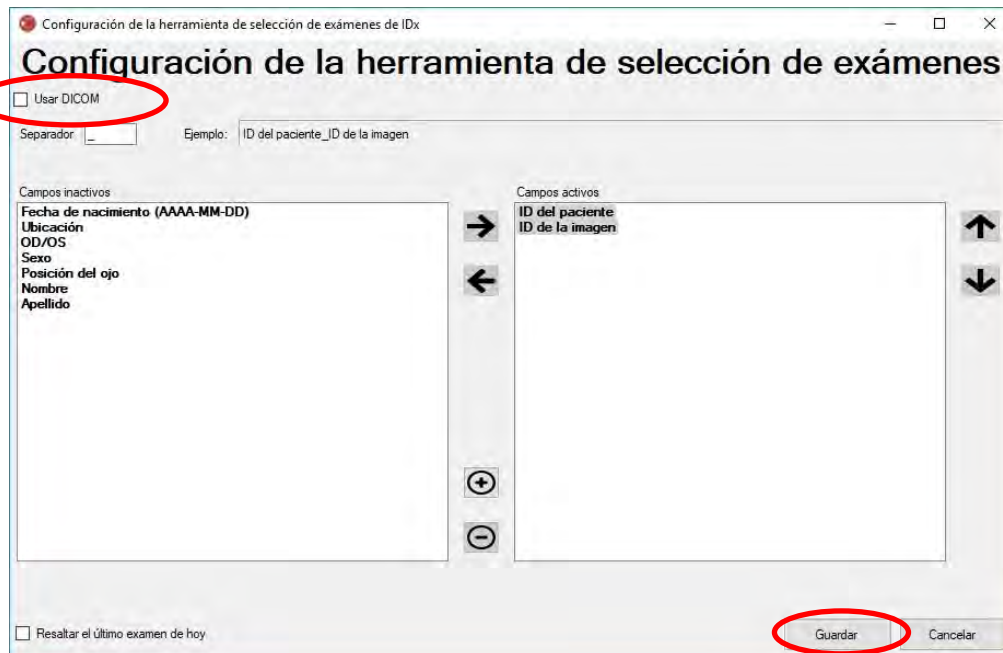 Configuración de la herramienta de selección de exámenes de IDx
Configuración de la herramienta de selección de exámenes
Usar DICOM
Separador _ Ejemplo: ID del paciente_ID de la imagen
Campos inactivos
Fecha de nacimiento (AAAA-MM-DD)
Ubicación
OD/OS
Sexo
Posición del ojo
Nombre
Apellido
Campos activos
ID del paciente
ID de la imagen
Resaltar el último examen de hoy
Guardar Cancelar